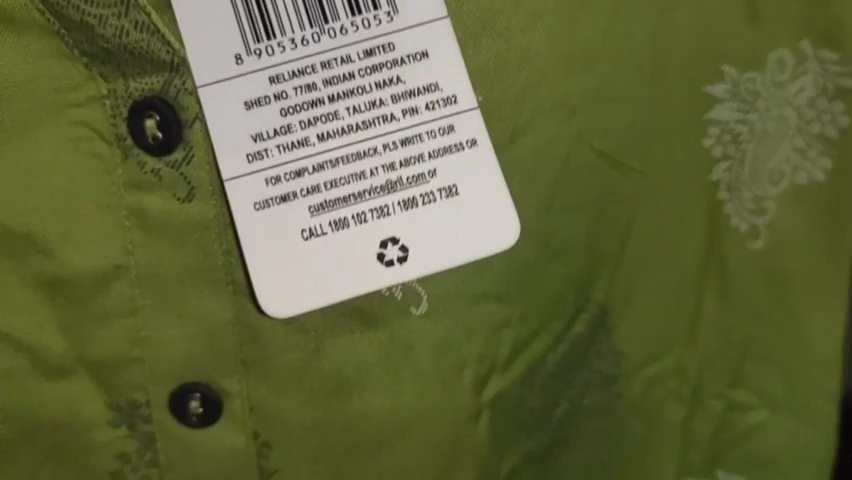 8 905360 065053
RELIANCE RETAIL LIMITED
SHED NO. 77/80, INDIAN CORPORATION
GODOWN MANKOLI NAKA,
VILLAGE: DAPODE, TALUKA: BHIWANDI,
DIST: THANE, MAHARASHTRA, PIN: 421302
FOR COMPLAINTS/FEEDBACK, PLS WRITE TO OUR
CUSTOMER CARE EXECUTIVE AT THE ABOVE ADDRESS OR
customerservice@ril.com or
CALL 1800 102 7382 / 1800 233 7382